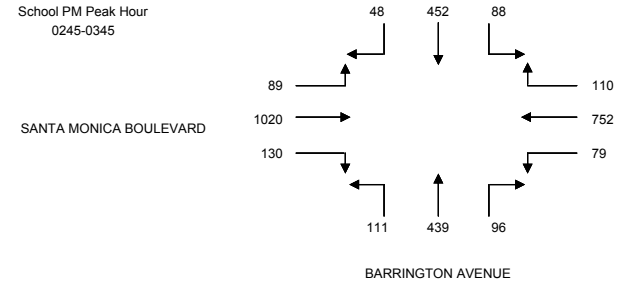 School PM Peak Hour
0245-0345
48 452 88
89 110
1020 752
SANTA MONICA BOULEVARD
130 79
111 439 96
BARRINGTON AVENUE